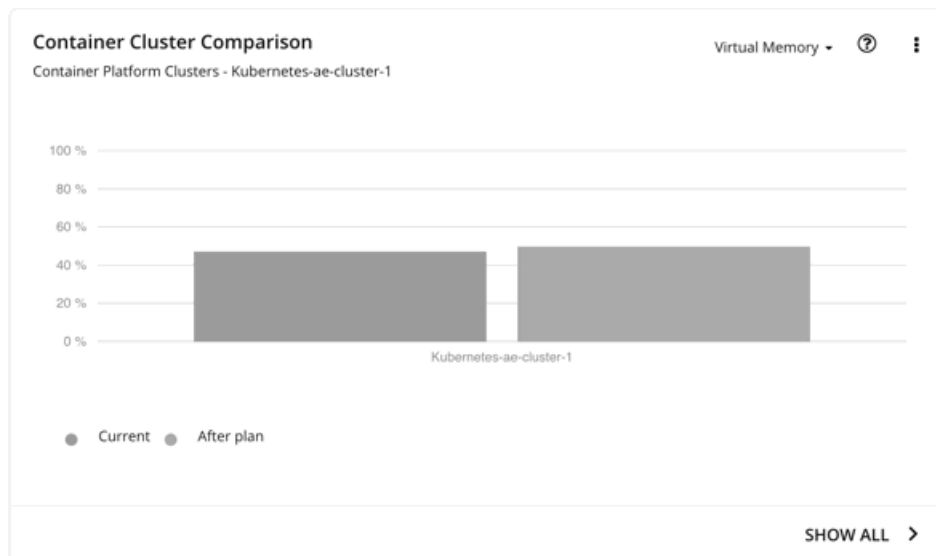 Container Cluster Comparison
Virtual Memory
Container Platform Clusters - Kubernetes-ae-cluster-1
100 %
80 %
60 %
40 %
20 %
0 %
Kubernetes-ae-cluster-1
Current
After plan
SHOW ALL